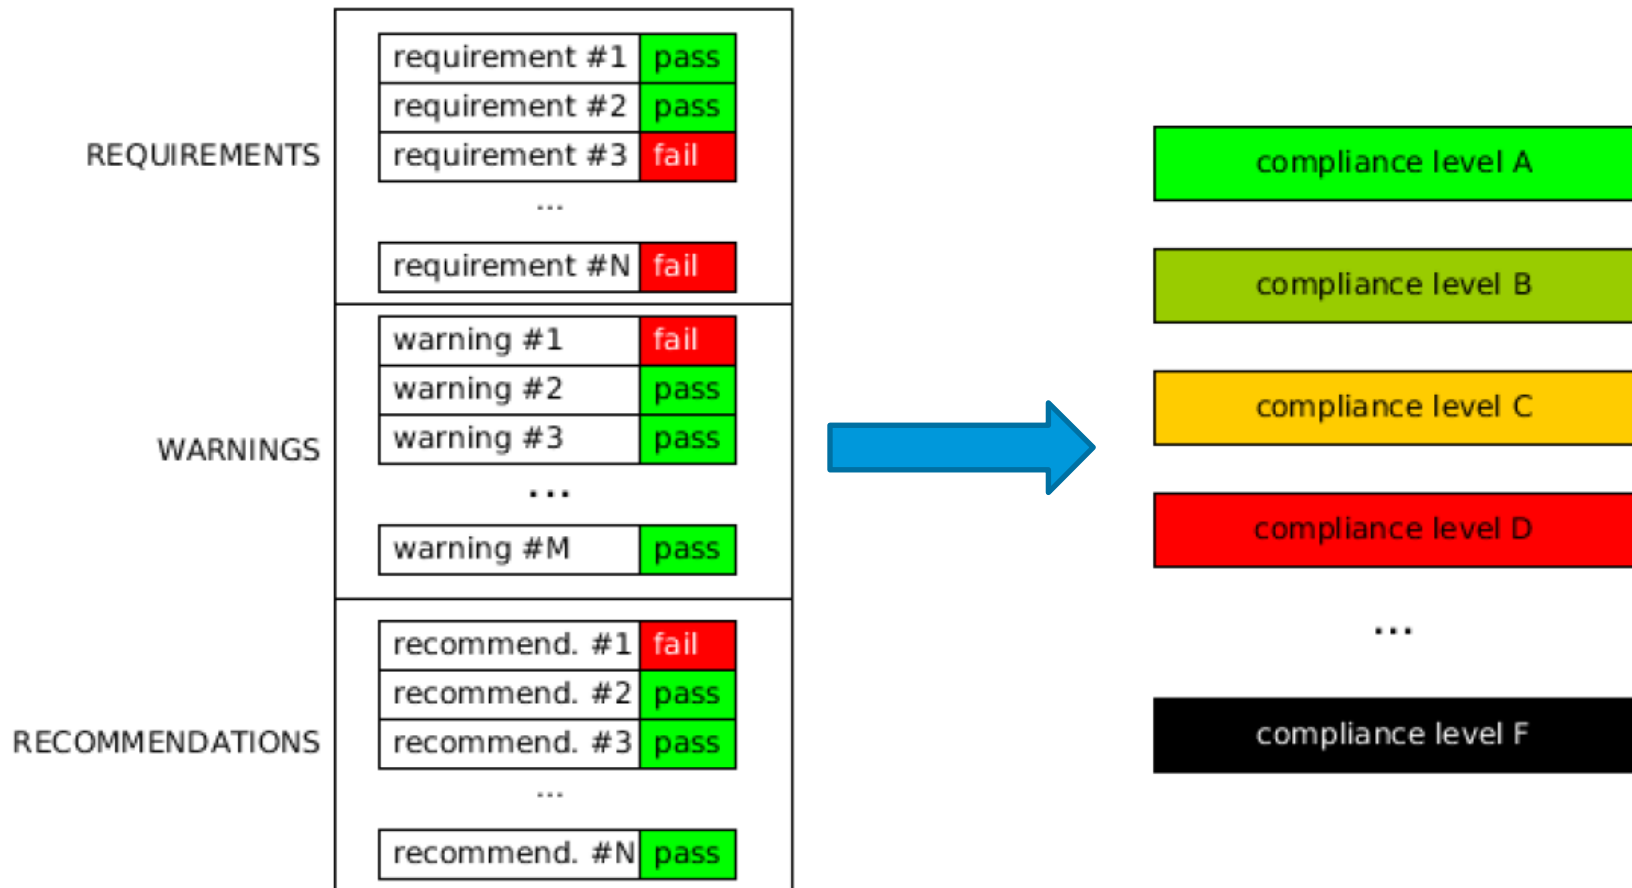 REQUIREMENTS
requirement #1 pass
requirement #2 pass
requirement #3 fail
...
requirement #N fail
WARNINGS
warning #1 fail
warning #2 pass
warning #3 pass
...
warning #M pass
RECOMMENDATIONS
recommend. #1 fail
recommend. #2 pass
recommend. #3 pass
...
recommend. #N pass
compliance level A
compliance level B
compliance level C
compliance level D
...
compliance level F